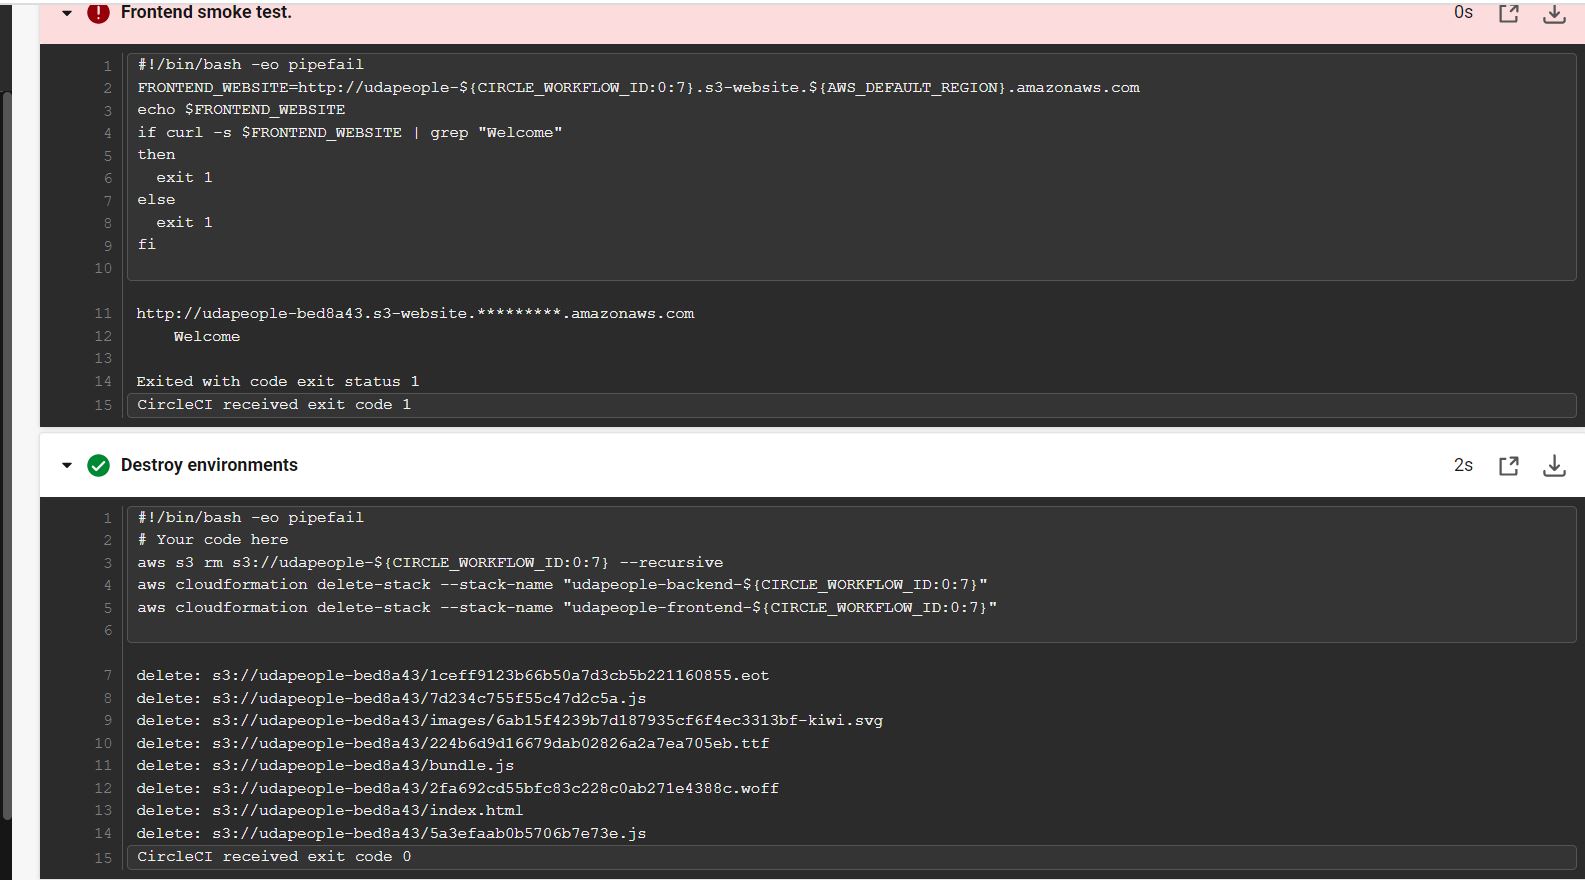 Frontend smoke test.
0s
1 #!/bin/bash -eo pipefail
2 FRONTEND_WEBSITE=http://udapeople-${CIRCLE_WORKFLOW_ID:0:7}.s3-website.${AWS_DEFAULT_REGION}.amazonaws.com
3 echo $FRONTEND_WEBSITE
4 if curl -s $FRONTEND_WEBSITE | grep "Welcome"
5 then
6   exit 1
7 else
8   exit 1
9 fi
10
11 http://udapeople-bed8a43.s3-website.*********.amazonaws.com
12     Welcome
13
14 Exited with code exit status 1
15 CircleCI received exit code 1
Destroy environments
2s
1 #!/bin/bash -eo pipefail
2 # Your code here
3 aws s3 rm s3://udapeople-${CIRCLE_WORKFLOW_ID:0:7} --recursive
4 aws cloudformation delete-stack --stack-name "udapeople-backend-${CIRCLE_WORKFLOW_ID:0:7}"
5 aws cloudformation delete-stack --stack-name "udapeople-frontend-${CIRCLE_WORKFLOW_ID:0:7}"
6
7 delete: s3://udapeople-bed8a43/1ceff9123b66b50a7d3cb5b221160855.eot
8 delete: s3://udapeople-bed8a43/7d234c755f55c47d2c5a.js
9 delete: s3://udapeople-bed8a43/images/6ab15f4239b7d187935cf6f4ec3313bf-kiwi.svg
10 delete: s3://udapeople-bed8a43/224b6d9d16679dab02826a2a7ea705eb.ttf
11 delete: s3://udapeople-bed8a43/bundle.js
12 delete: s3://udapeople-bed8a43/2fa692cd55bfc83c228c0ab271e4388c.woff
13 delete: s3://udapeople-bed8a43/index.html
14 delete: s3://udapeople-bed8a43/5a3efaab0b5706b7e73e.js
15 CircleCI received exit code 0